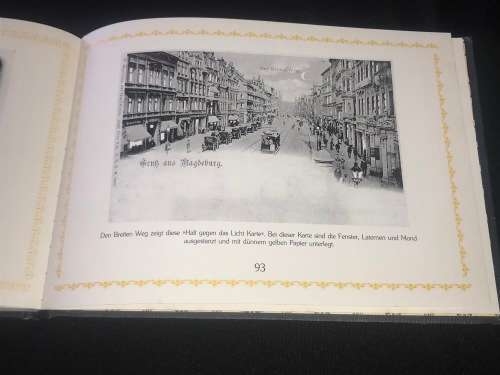 Gruß aus Magdeburg.
Den Breiten Weg zeigt diese »Halt gegen das Licht Karte«. Bei dieser Karte sind die Fenster, Laternen und Mond
ausgestanzt und mit dünnem gelben Papier unterlegt.
93